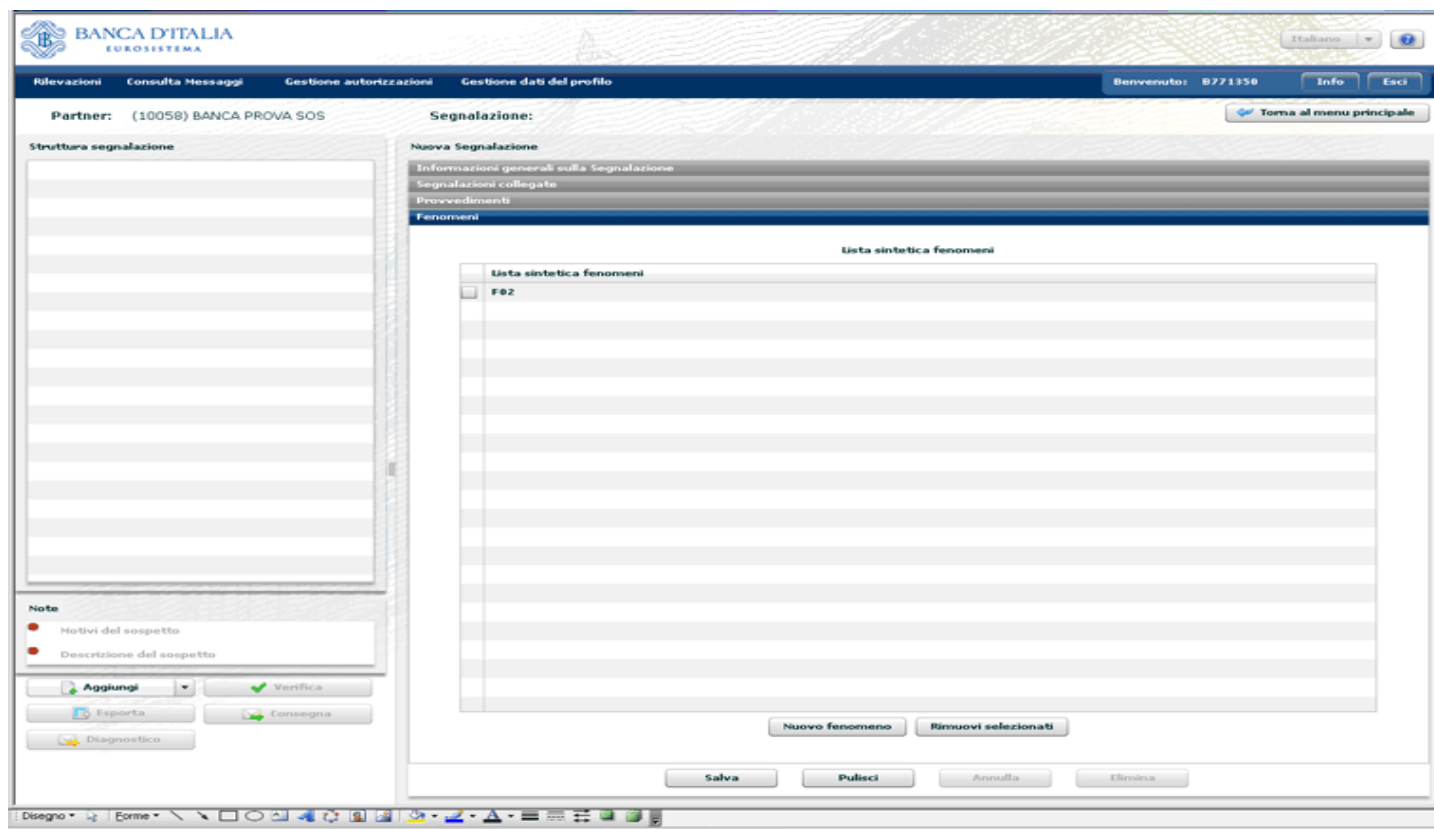 BANCA D'ITALIA
EUROSISTEMA
Italiano
Rilevazioni Consulta Messaggi Gestione autorizzazioni Gestione dati del profilo Benvenuto: B771350 Info Esci
Partner: (10058) BANCA PROVA SOS Segnalazione: Torna al menu principale
Struttura segnalazione
Nuova Segnalazione
Informazioni generali sulla Segnalazione
Segnalazioni collegate
Provvedimenti
Fenomeni
Lista sintetica fenomeni
Lista sintetica fenomeni
F02
Note
Motivi del sospetto
Descrizione del sospetto
Aggiungi Verifica
Esporta Consegna
Diagnostico
Nuovo fenomeno Rimuovi selezionati
Salva Pulisci Annulla Elimina
Disegno Forme